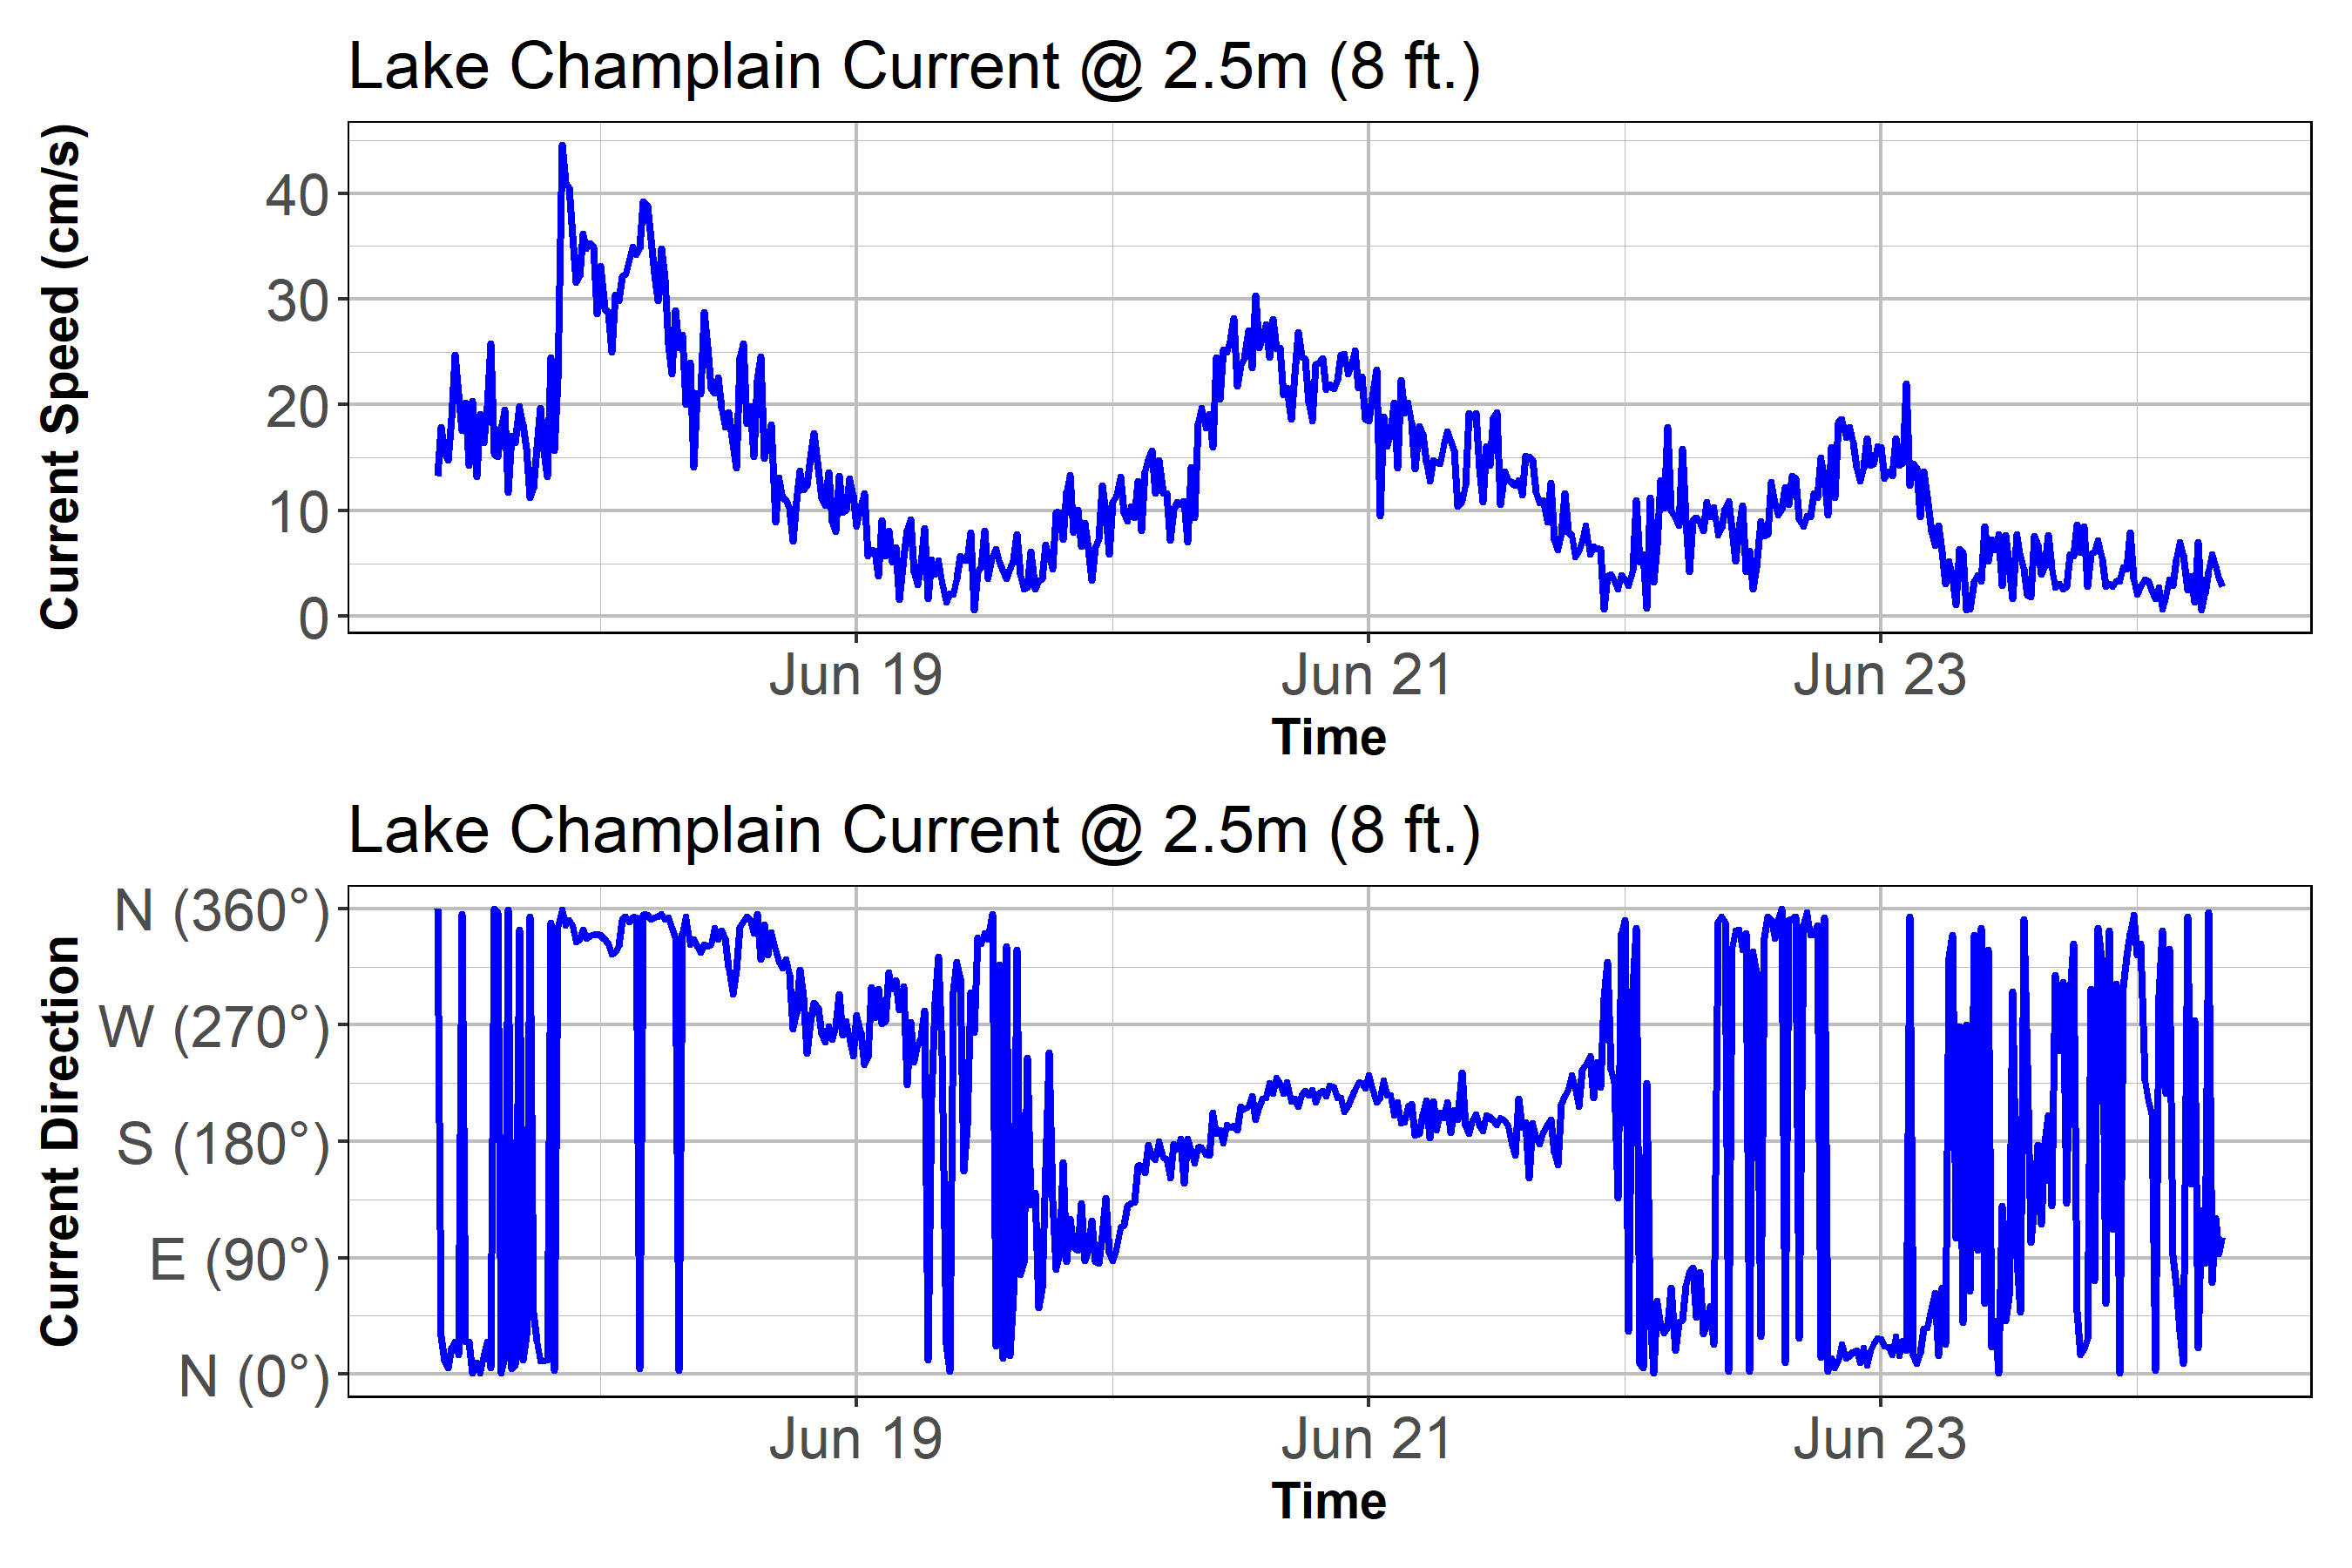 Lake Champlain Current @ 2.5m (8 ft.)
Current Speed (cm/s)
40
30
20
10
0
Jun 19
Jun 21
Jun 23
Time
Lake Champlain Current @ 2.5m (8 ft.)
Current Direction
N (360°)
W (270°)
S (180°)
E (90°)
N (0°)
Jun 19
Jun 21
Jun 23
Time